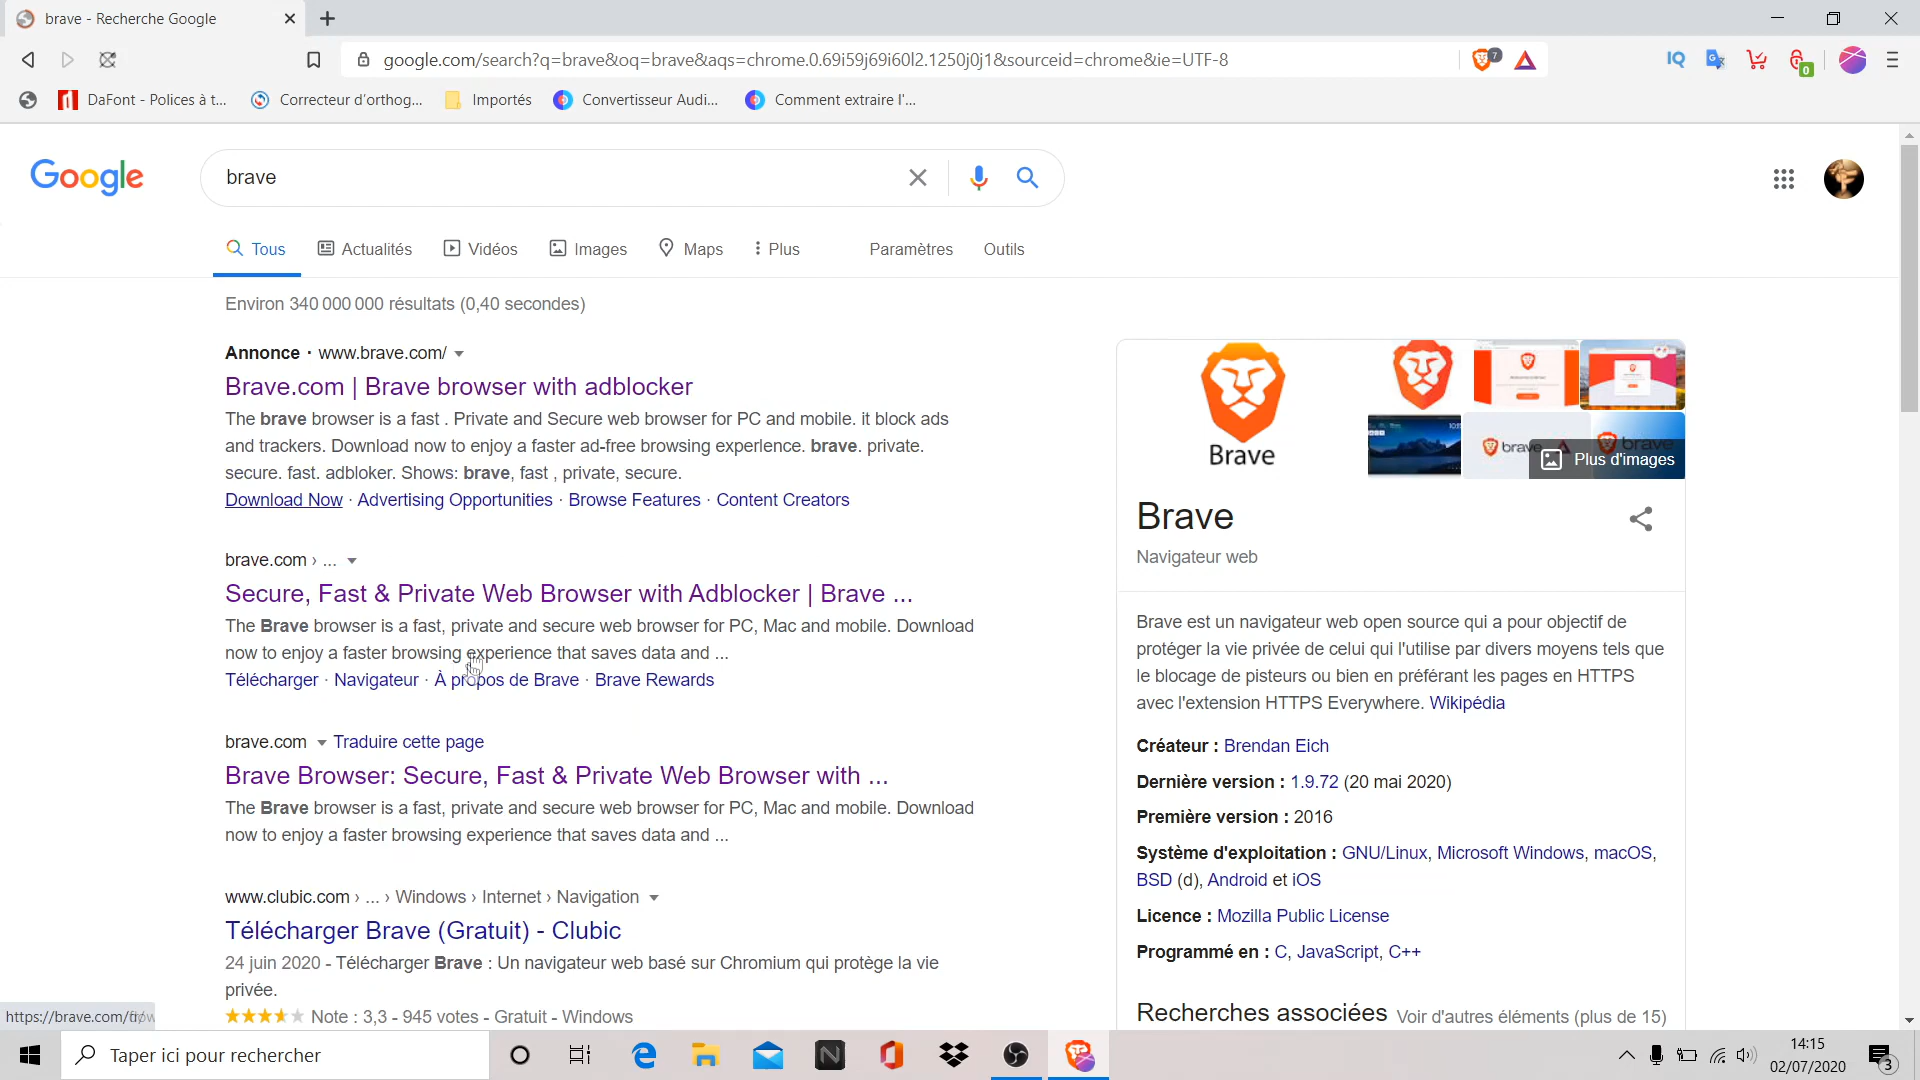 brave - Recherche Google
google.com/search?q=brave&oq=brave&aqs=chrome.0.69i59j69i60l2.1250j0j1&sourceid=chrome&ie=UTF-8
7
IQ
0
DaFont - Polices à t...
Correcteur d'orthog...
Importés
Convertisseur Audi...
Comment extraire l'...
Google
brave
Tous
Actualités
Vidéos
Images
Maps
Plus
Paramètres
Outils
Environ 340 000 000 résultats (0,40 secondes)
Annonce · www.brave.com/
Brave.com | Brave browser with adblocker
The brave browser is a fast . Private and Secure web browser for PC and mobile. it block ads
and trackers. Download now to enjoy a faster ad-free browsing experlence. brave. private.
secure. fast. adbloker. Shows: brave, fast , private, secure.
Download Now · Advertising Opportunities · Browse Features · Content Creators
brave.com › ...
Secure, Fast & Private Web Browser with Adblocker | Brave ...
The Brave browser is a fast, private and secure web browser for PC, Mac and mobile. Download
now to enjoy a faster browsing experience that saves data and ...
Télécharger · Navigateur · À propos de Brave · Brave Rewards
brave.com
Traduire cette page
Brave Browser: Secure, Fast & Private Web Browser with ...
The Brave browser is a fast, private and secure web browser for PC, Mac and mobile. Download
now to enjoy a faster browsing experience that saves data and ...
www.clubic.com › ... › Windows › Internet › Navigation
Télécharger Brave (Gratuit) - Clubic
24 juin 2020 - Télécharger Brave : Un navigateur web basé sur Chromium qui protège la vie
privée.
Note : 3,3 - 945 votes - Gratuit - Windows
Brave
brave
brave
Plus d'images
Brave
Navigateur web
Brave est un navigateur web open source qui a pour objectif de
protéger la vie privée de celui qui l'utilise par divers moyens tels que
le blocage de pisteurs ou bien en préférant les pages en HTTPS
avec l'extension HTTPS Everywhere. Wikipédia
Créateur : Brendan Eich
Dernière version : 1.9.72 (20 mai 2020)
Première version : 2016
Système d'exploitation : GNU/Linux, Microsoft Windows, macOS,
BSD (d), Android et iOS
Licence : Mozilla Public License
Programmé en : C, JavaScript, C++
Recherches associées
Voir d'autres éléments (plus de 15)
https://brave.com/
Taper ici pour rechercher
14:15
02/07/2020
3